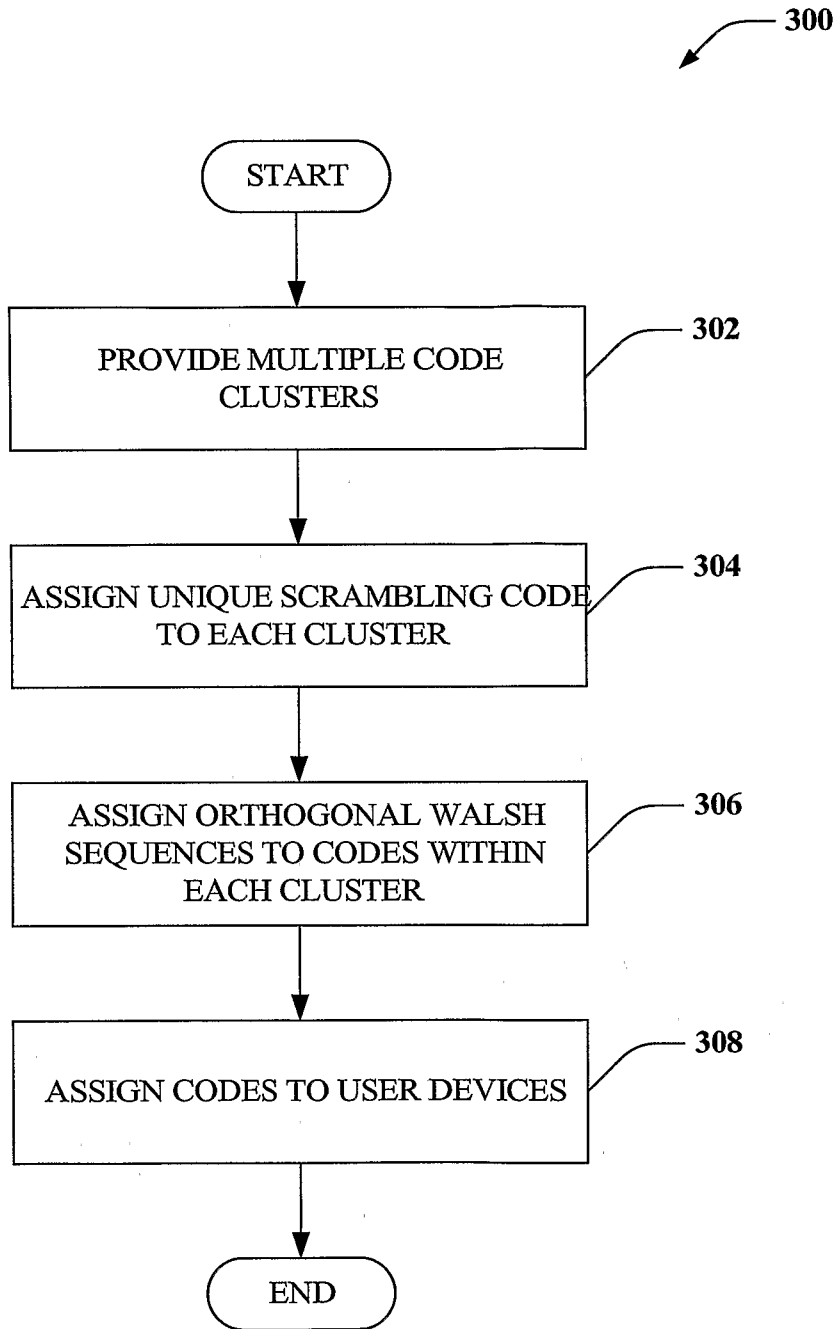 300
START
PROVIDE MULTIPLE CODE
CLUSTERS
302
ASSIGN UNIQUE SCRAMBLING CODE
TO EACH CLUSTER
304
ASSIGN ORTHOGONAL WALSH
SEQUENCES TO CODES WITHIN
EACH CLUSTER
306
ASSIGN CODES TO USER DEVICES
308
END